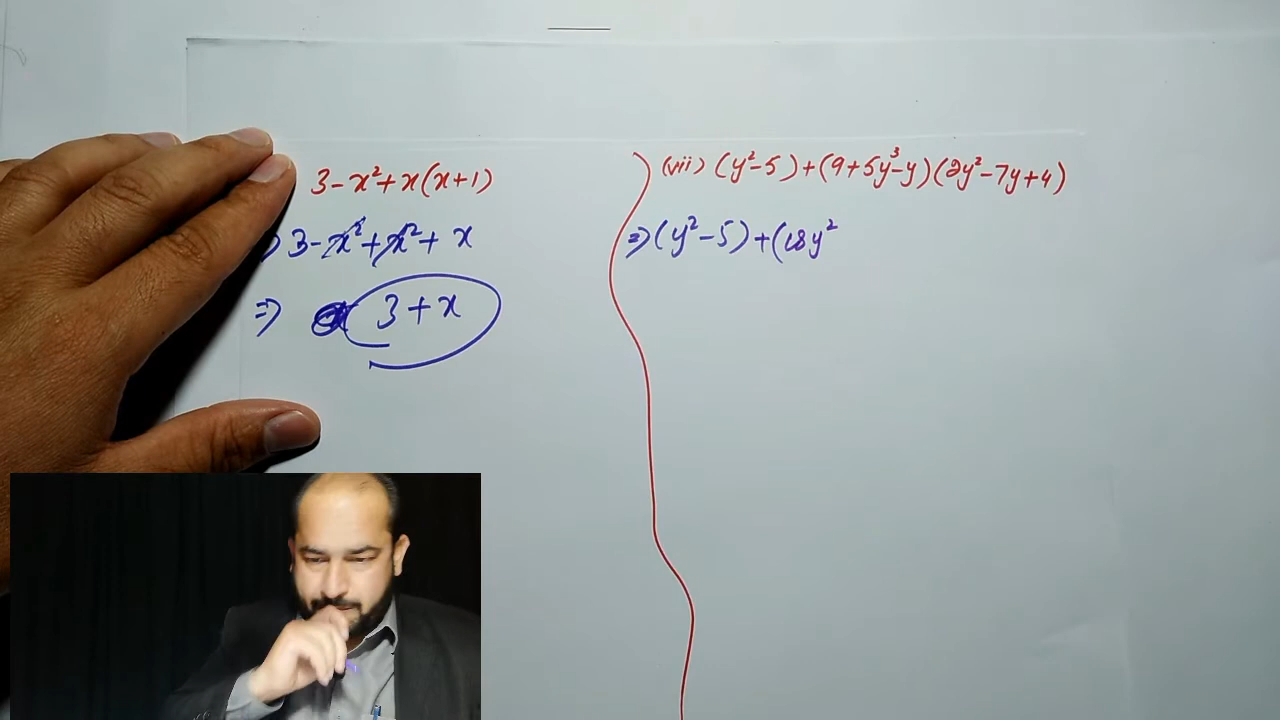 3-x²+x(x+1)
⇒ 3-x²+x²+x
⇒ 3+x
(vii) (y²-5)+(9+5y³-y)(2y²-7y+4)
⇒(y²-5)+(18y²